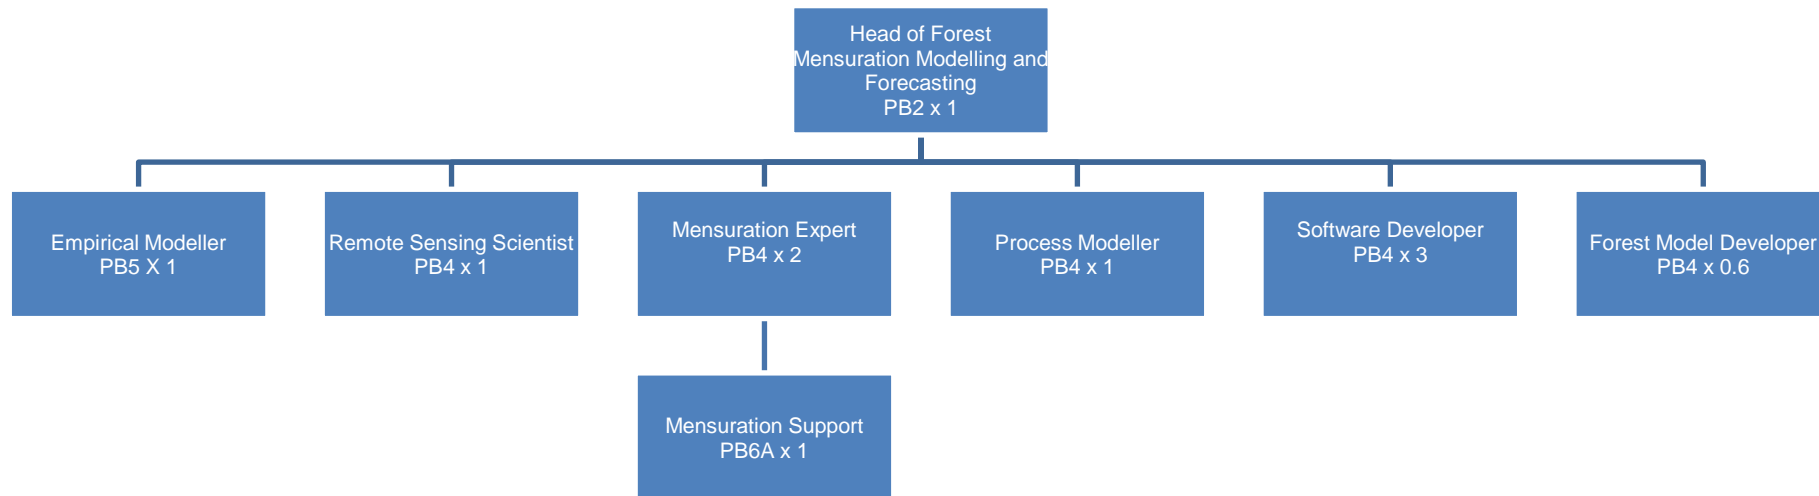 Head of Forest
Mensuration Modelling and
Forecasting
PB2 x 1
Empirical Modeller
PB5 X 1
Remote Sensing Scientist
PB4 x 1
Mensuration Expert
PB4 x 2
Process Modeller
PB4 x 1
Software Developer
PB4 x 3
Forest Model Developer
PB4 x 0.6
Mensuration Support
PB6A x 1